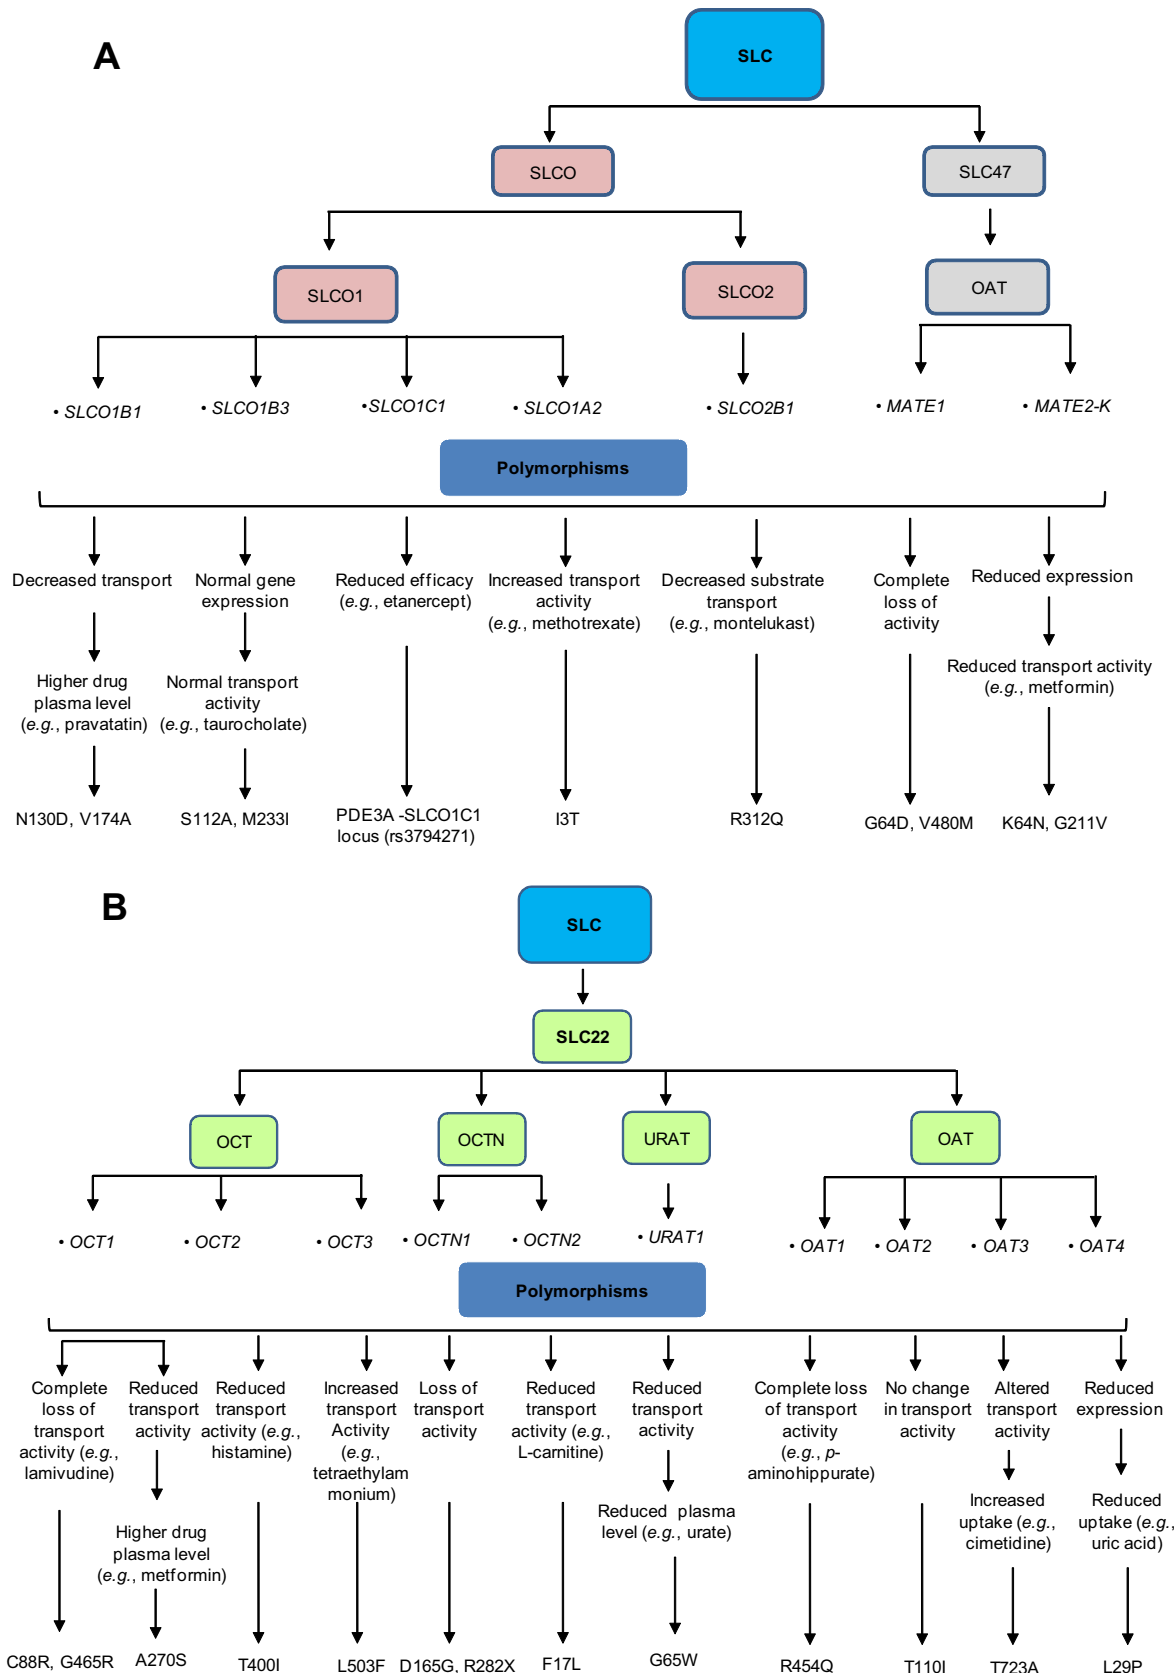 A
SLC
SLCO
SLC47
SLCO1
SLCO2
OAT
• SLCO1B1
• SLCO1B3
•SLCO1C1
• SLCO1A2
• SLCO2B1
• MATE1
• MATE2-K
Polymorphisms
Decreased transport
Higher drug
plasma level
(e.g., pravatatin)
N130D, V174A
Normal gene
expression
Normal transport
activity
(e.g., taurocholate)
S112A, M233I
Reduced efficacy
(e.g., etanercept)
PDE3A -SLCO1C1
locus (rs3794271)
Increased transport
activity
(e.g., methotrexate)
I3T
Decreased substrate
transport
(e.g., montelukast)
R312Q
Complete
loss of
activity
G64D, V480M
Reduced expression
Reduced transport activity
(e.g., metformin)
K64N, G211V
B
SLC
SLC22
OCT
OCTN
URAT
OAT
• OCT1
• OCT2
• OCT3
• OCTN1
• OCTN2
• URAT1
• OAT1
• OAT2
• OAT3
• OAT4
Polymorphisms
Complete
loss of
transport
activity (e.g.,
lamivudine)
C88R, G465R
Reduced
transport
activity
Higher drug
plasma level
(e.g., metformin)
A270S
Reduced
transport
activity (e.g.,
histamine)
T400I
Increased
transport
Activity
(e.g.,
tetraethylam
monium)
L503F
Loss of
transport
activity
D165G, R282X
Reduced
transport
activity (e.g.,
L-carnitine)
F17L
Reduced
transport
activity
Reduced plasma
level (e.g., urate)
G65W
Complete loss
of transport
activity
(e.g., p-
aminohippurate)
R454Q
No change
in transport
activity
T110I
Altered
transport
activity
Increased
uptake (e.g.,
cimetidine)
T723A
Reduced
expression
Reduced
uptake (e.g.,
uric acid)
L29P